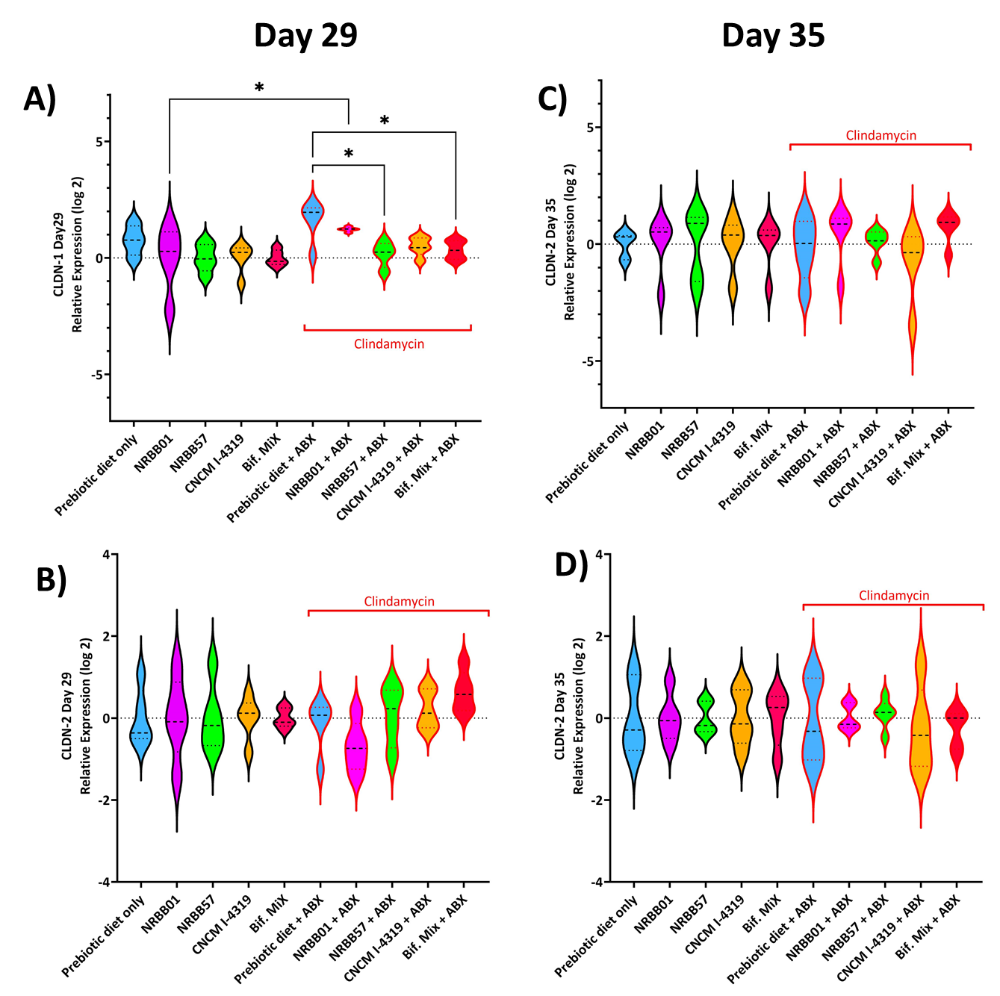 Day 29
Day 35
A)
CLDN-1 Day29
Relative Expression (log 2)
5
0
-5
*
*
*
Clindamycin
Prebiotic diet only
NRBB01
NRBB57
CNCM I-4319
Bif. MiX
Prebiotic diet + ABX
NRBB01 + ABX
NRBB57 + ABX
CNCM I-4319 + ABX
Bif. Mix + ABX
C)
CLDN-2 Day 35
Relative Expression (log 2)
5
0
-5
Clindamycin
Prebiotic diet only
NRBB01
NRBB57
CNCM I-4319
Bif. MiX
Prebiotic diet + ABX
NRBB01 + ABX
NRBB57 + ABX
CNCM I-4319 + ABX
Bif. Mix + ABX
B)
CLDN-2 Day 29
Relative Expression (log 2)
4
2
0
-2
-4
Clindamycin
Prebiotic diet only
NRBB01
NRBB57
CNCM I-4319
Bif. MiX
Prebiotic diet + ABX
NRBB01 + ABX
NRBB57 + ABX
CNCM I-4319 + ABX
Bif. Mix + ABX
D)
CLDN-2 Day 35
Relative Expression (log 2)
4
2
0
-2
-4
Clindamycin
Prebiotic diet only
NRBB01
NRBB57
CNCM I-4319
Bif. MiX
Prebiotic diet + ABX
NRBB01 + ABX
NRBB57 + ABX
CNCM I-4319 + ABX
Bif. Mix + ABX